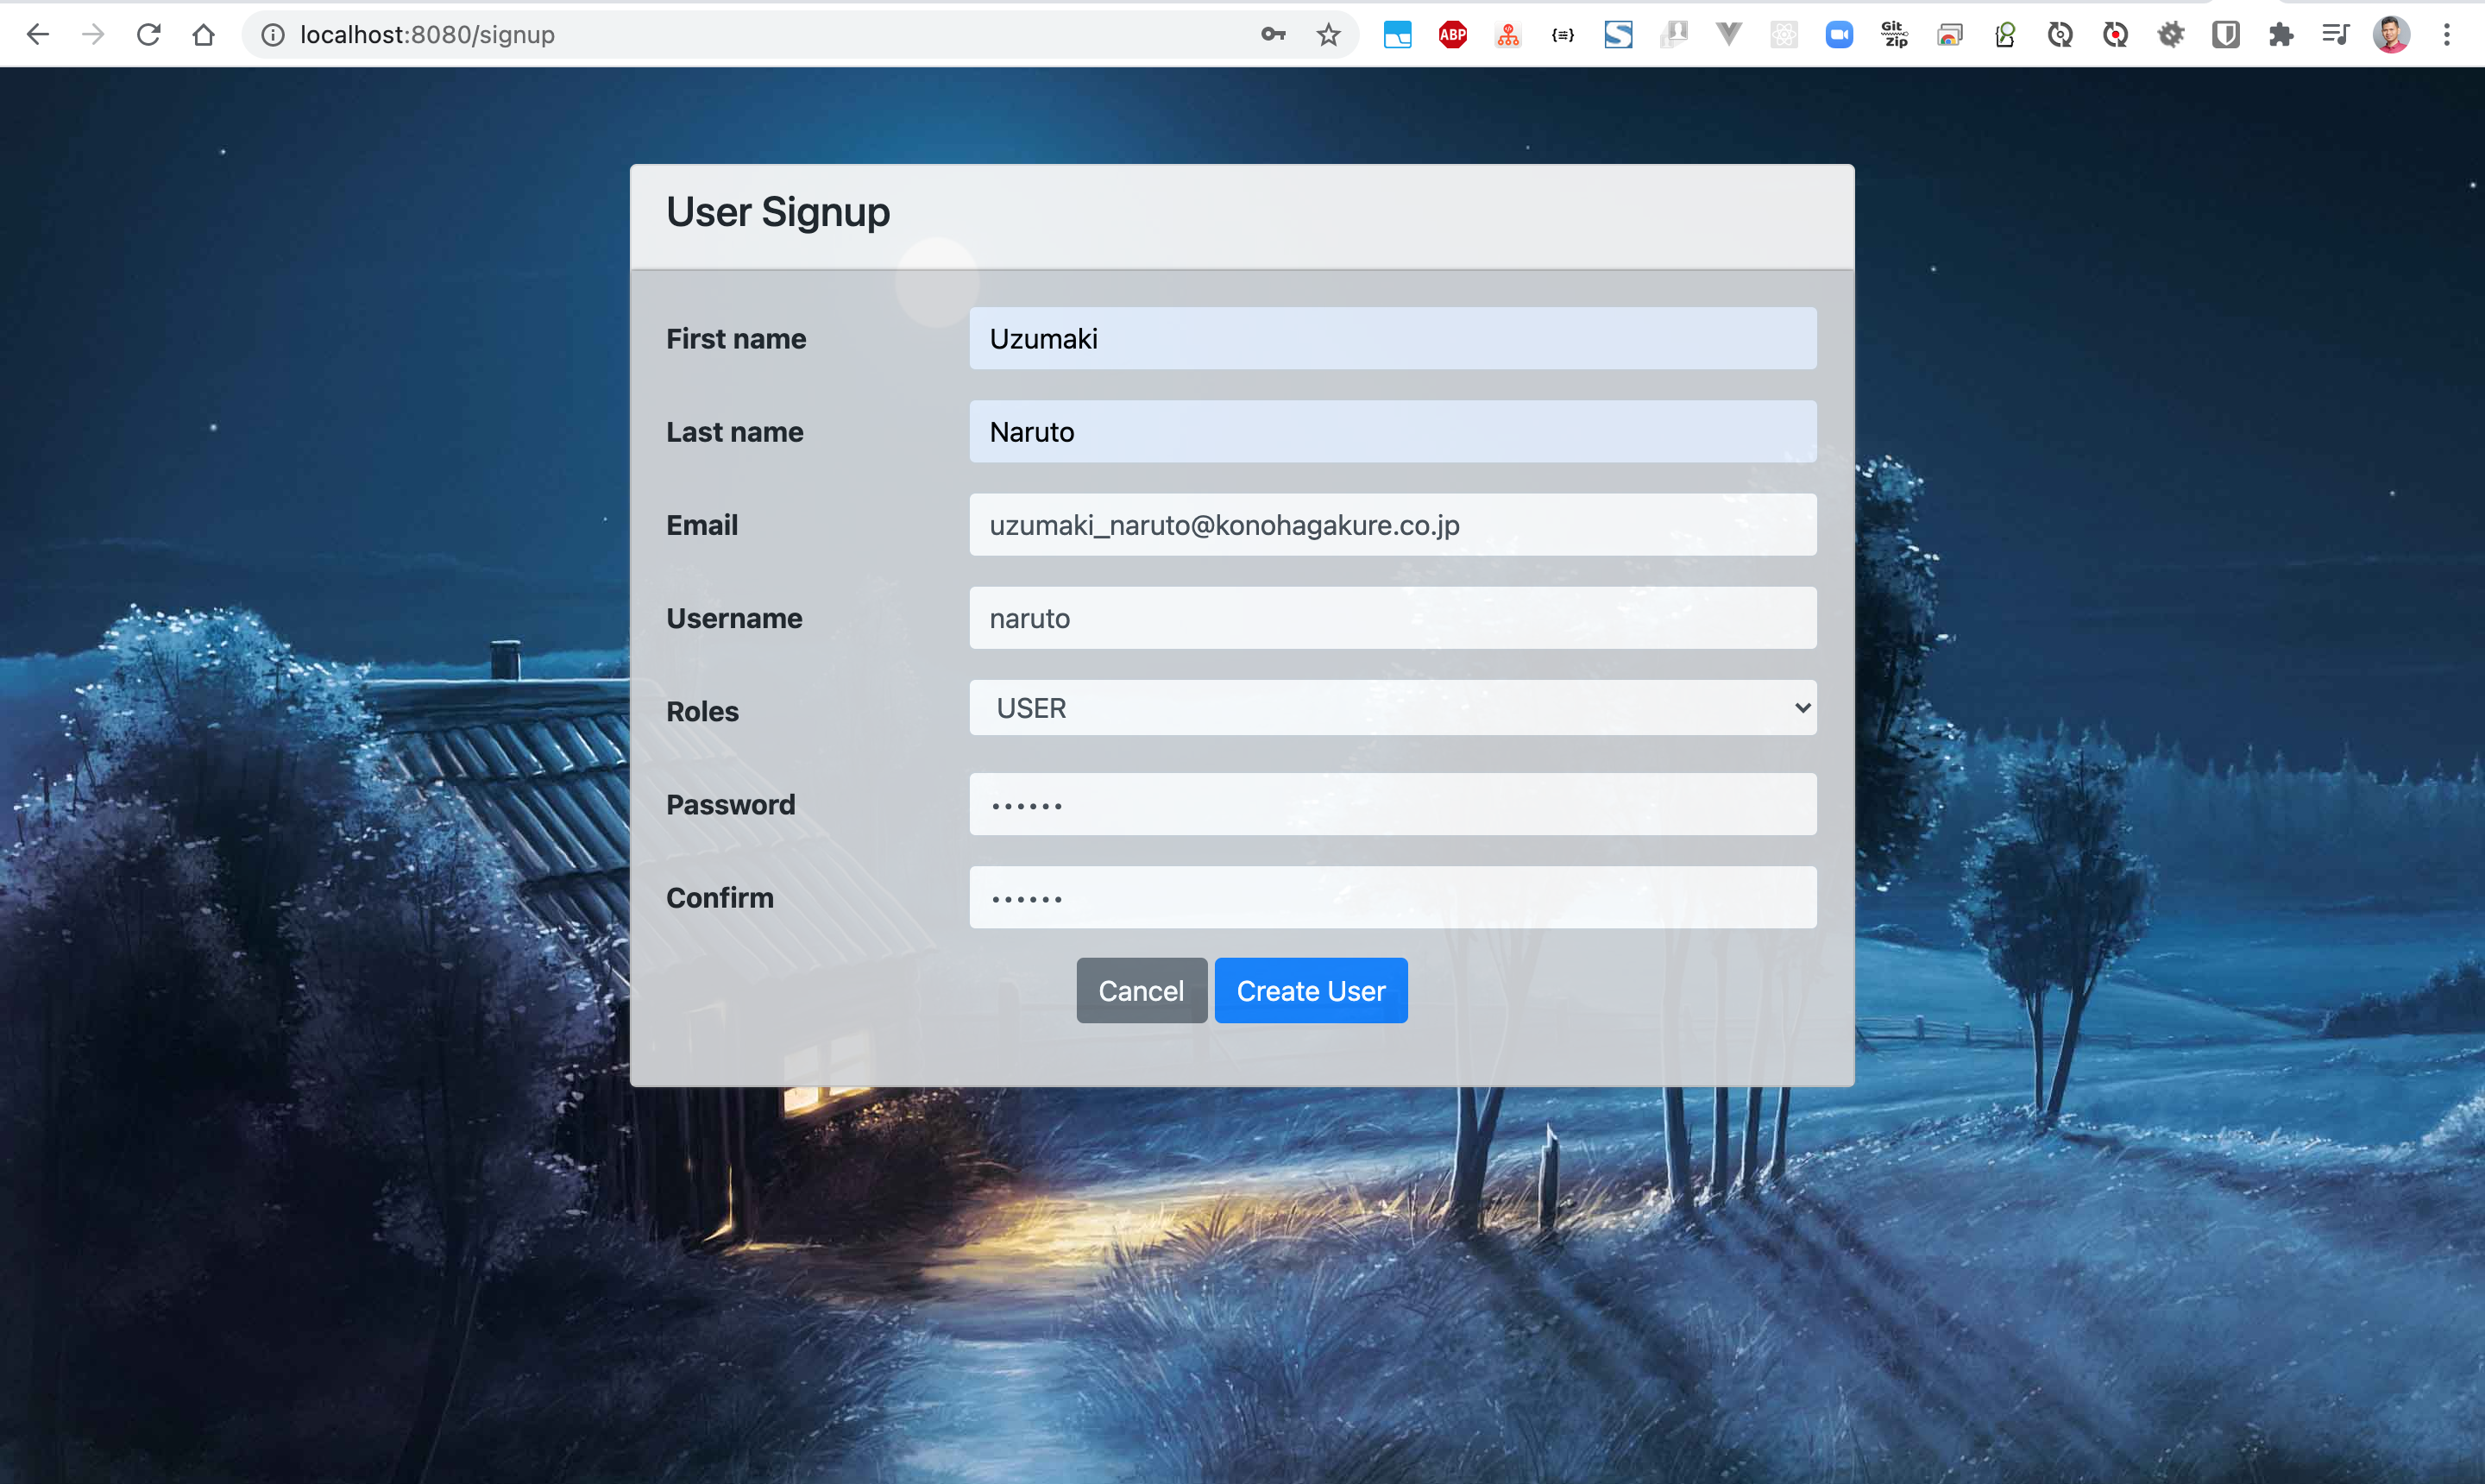 localhost:8080/signup
ABP
{≡}
Git
Zip
User Signup
First name Uzumaki
Last name Naruto
Email uzumaki_naruto@konohagakure.co.jp
Username naruto
Roles USER
Password ••••••
Confirm ••••••
Cancel Create User